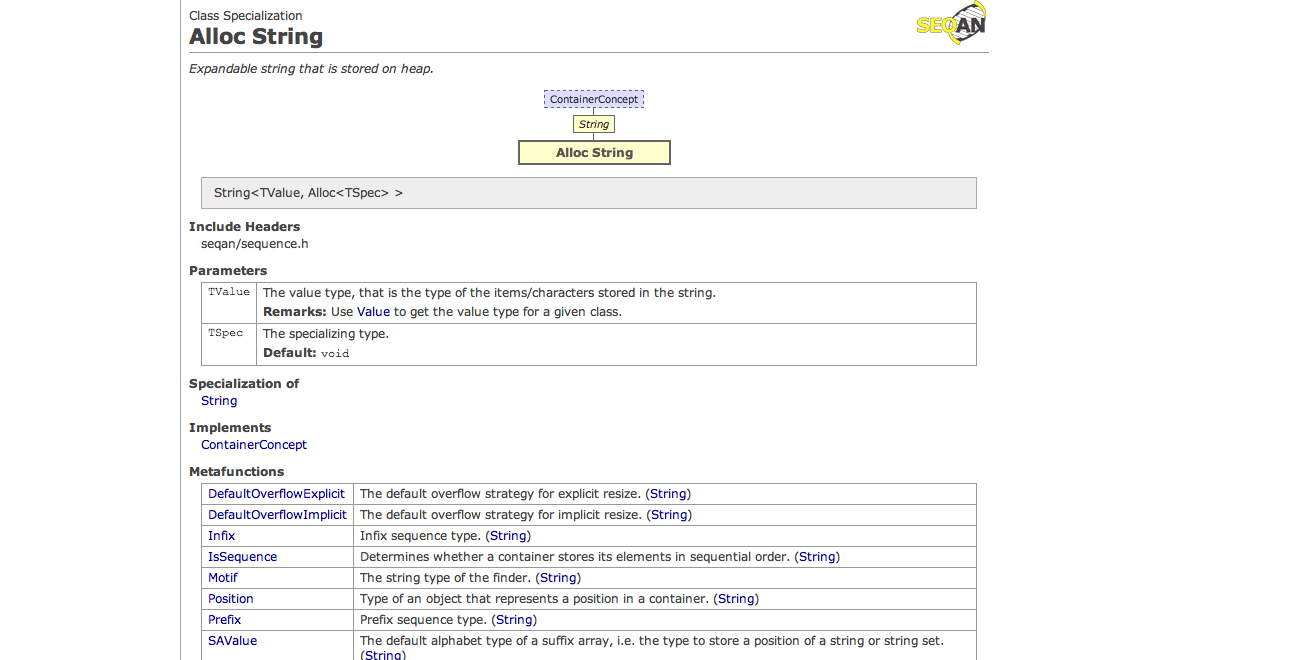 Class Specialization
Alloc String
SEQAN
Expandable string that is stored on heap.
ContainerConcept
String
Alloc String
String<TValue, Alloc<TSpec> >
Include Headers
seqan/sequence.h
Parameters
TValue The value type, that is the type of the items/characters stored in the string.
Remarks: Use Value to get the value type for a given class.
TSpec The specializing type.
Default: void
Specialization of
String
Implements
ContainerConcept
Metafunctions
DefaultOverflowExplicit The default overflow strategy for explicit resize. (String)
DefaultOverflowImplicit The default overflow strategy for implicit resize. (String)
Infix Infix sequence type. (String)
IsSequence Determines whether a container stores its elements in sequential order. (String)
Motif The string type of the finder. (String)
Position Type of an object that represents a position in a container. (String)
Prefix Prefix sequence type. (String)
SAValue The default alphabet type of a suffix array, i.e. the type to store a position of a string or string set.
(String)